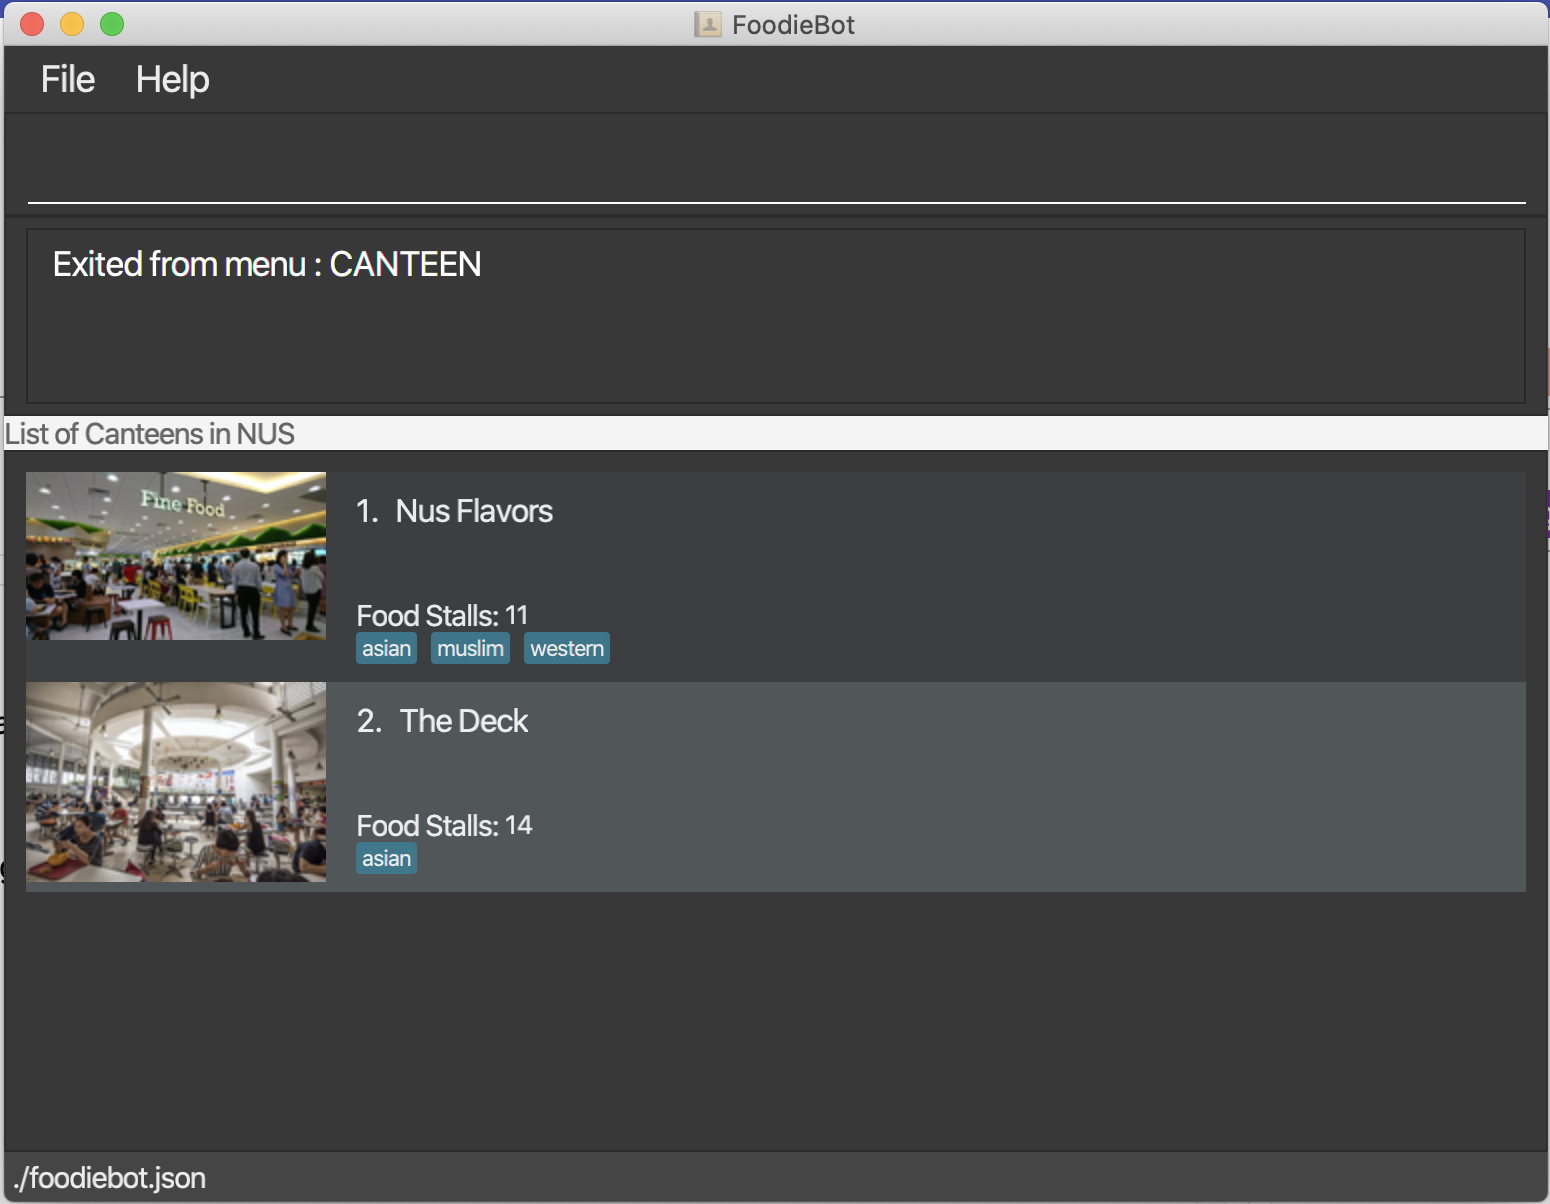 FoodieBot
File Help
Exited from menu : CANTEEN
List of Canteens in NUS
Fine Food
1. Nus Flavors
Food Stalls: 11
asian muslim western
2. The Deck
Food Stalls: 14
asian
./foodiebot.json